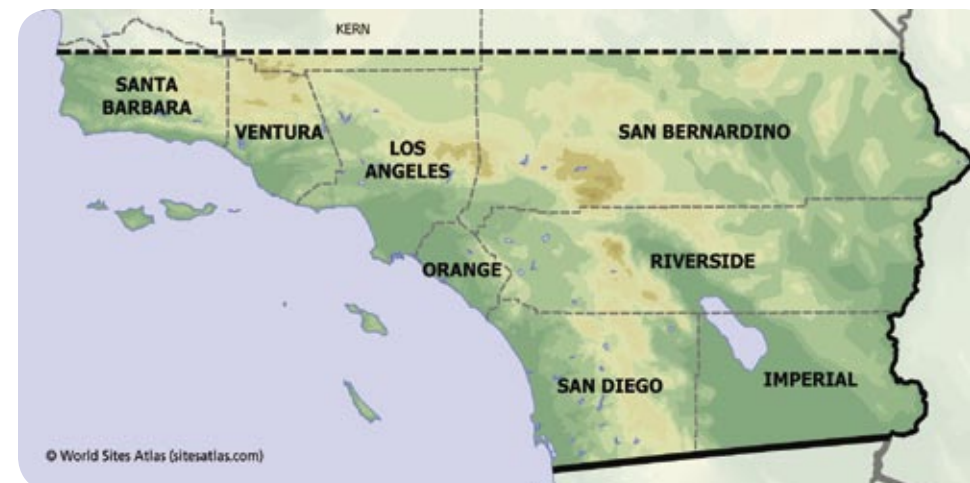 KERN
SANTA
BARBARA
VENTURA
LOS
ANGELES
SAN BERNARDINO
ORANGE
RIVERSIDE
SAN DIEGO
IMPERIAL
© World Sites Atlas (sitesatlas.com)